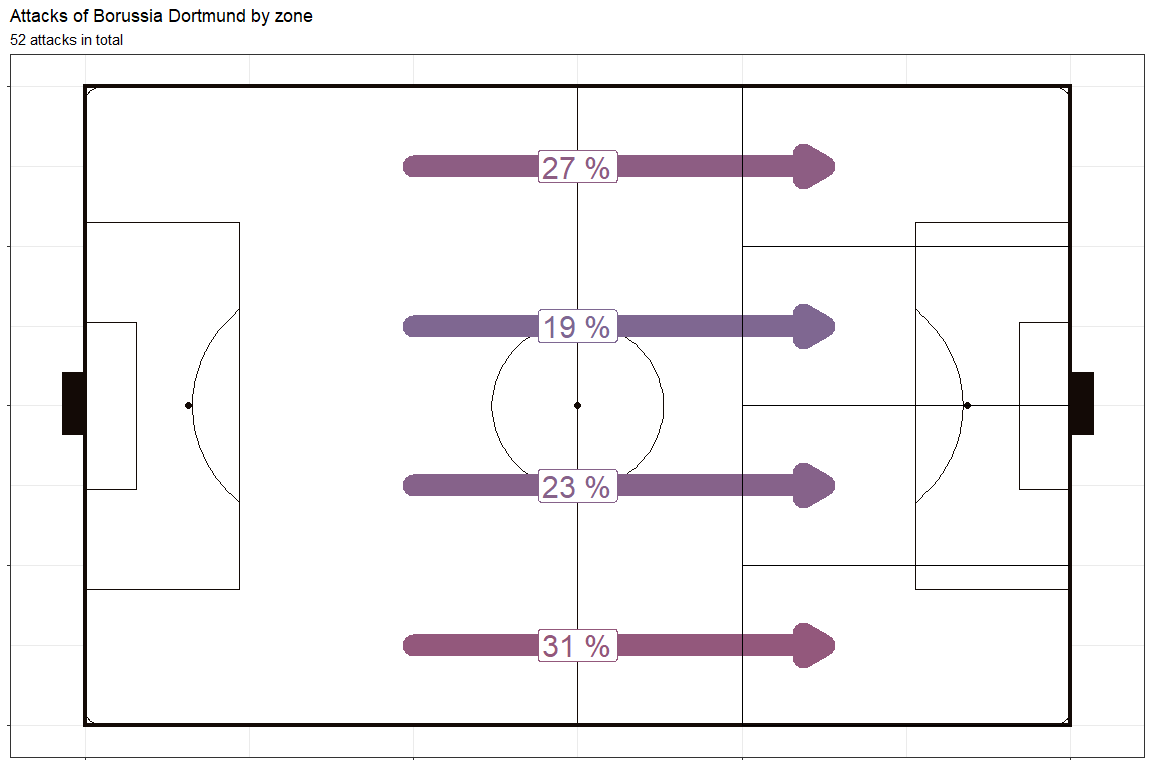 Attacks of Borussia Dortmund by zone
52 attacks in total
27 %
19 %
23 %
31 %